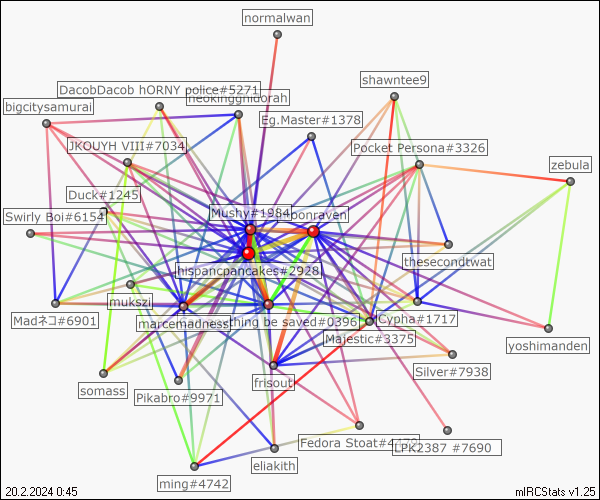 normalwan
shawntee9
DacobDacob hORNY police#5271
neokingghidorah
bigcitysamurai
Eg.Master#1378
JKOUYH VIII#7034
Pocket Persona#3326
zebula
Duck#1245
Swirly Boi#6154
Mushy#1984
oonraven
thesecondtwat
hispancpancakes#2928
mukszi
Madネコ#6901
marcemadness
thing be saved#0396
Cypha#1717
Majestic#3375
yoshimanden
somass
Pikabro#9971
frisout
Silver#7938
Fedora Stoat#4479
LPK2387 #7690
eliakith
ming#4742
20.2.2024 0:45
mIRCStats v1.25